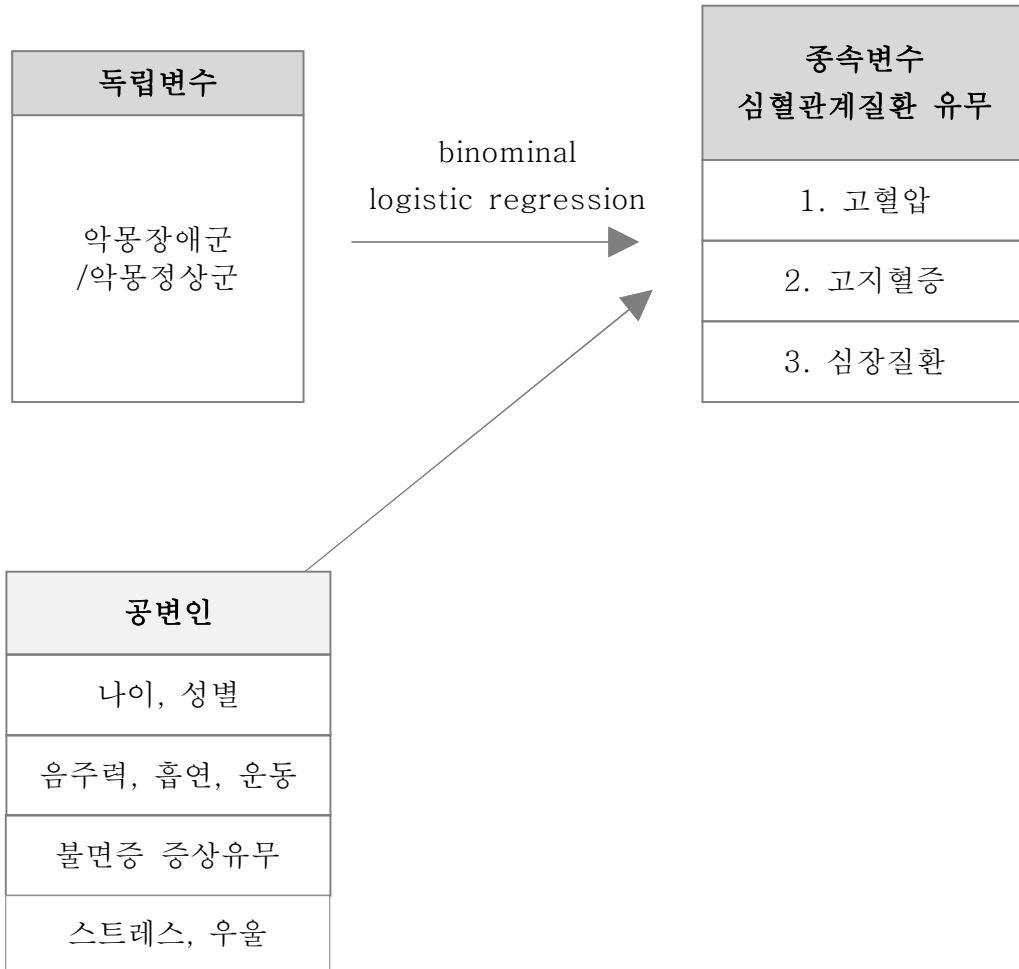 독립변수
악몽장애군
/악몽정상군
binominal
logistic regression
종속변수
심혈관계질환 유무
1. 고혈압
2. 고지혈증
3. 심장질환
공변인
나이, 성별
음주력, 흡연, 운동
불면증 증상유무
스트레스, 우울